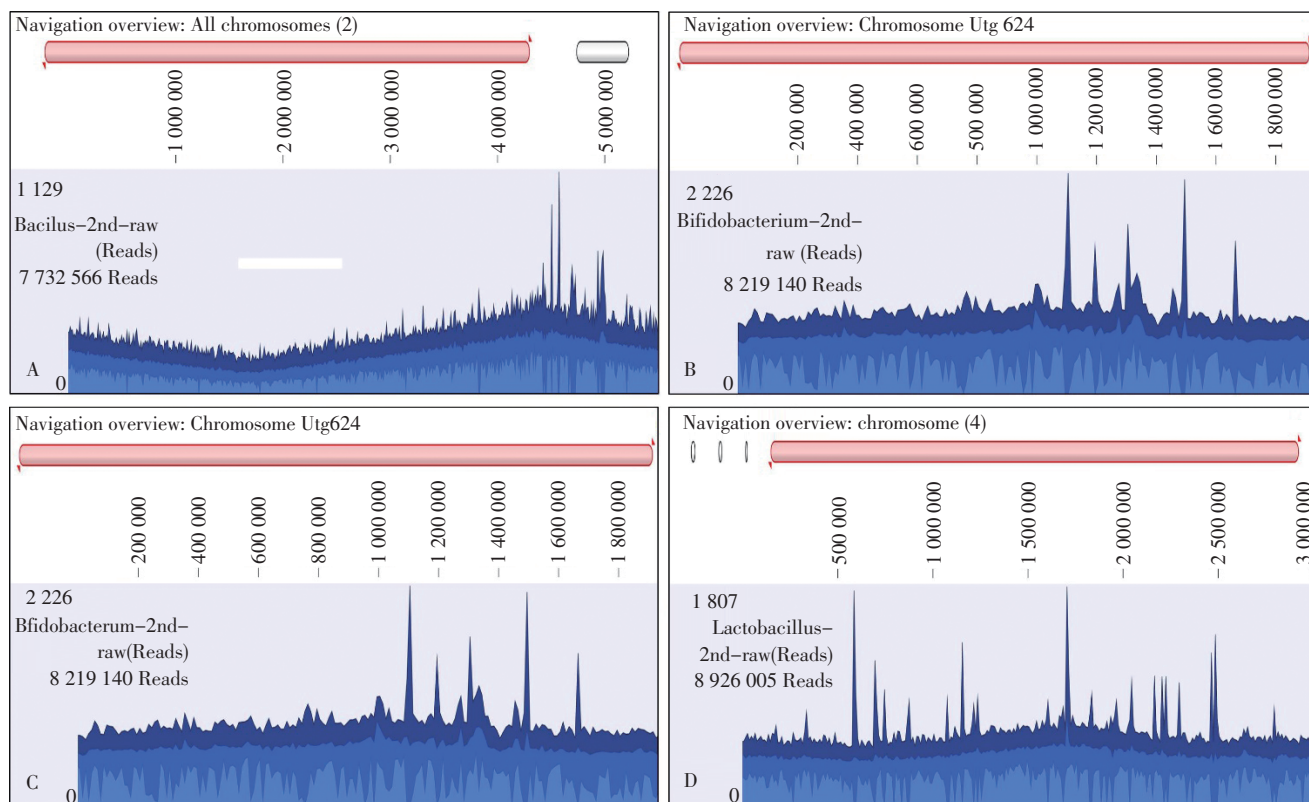 Navigation overview: All chromosomes (2)
1 000 000
2 000 000
3 000 000
4 000 000
5 000 000
1 129
Bacilus-2nd-raw
(Reads)
7 732 566 Reads
A
0
Navigation overview: Chromosome Utg 624
200 000
400 000
600 000
500 000
1 000 000
1 200 000
1 400 000
1 600 000
1 800 000
2 226
Bifidobacterium-2nd-
raw (Reads)
8 219 140 Reads
B
0
Navigation overview: Chromosome Utg624
200 000
400 000
600 000
800 000
1 000 000
1 200 000
1 400 000
1 600 000
1 800 000
2 226
Bfidobacterum-2nd-
raw(Reads)
8 219 140 Reads
C
0
Navigation overview: chromosome (4)
500 000
1 000 000
1 500 000
2 000 000
2 500 000
3 000 000
1 807
Lactobacillus-
2nd-raw(Reads)
8 926 005 Reads
D
0